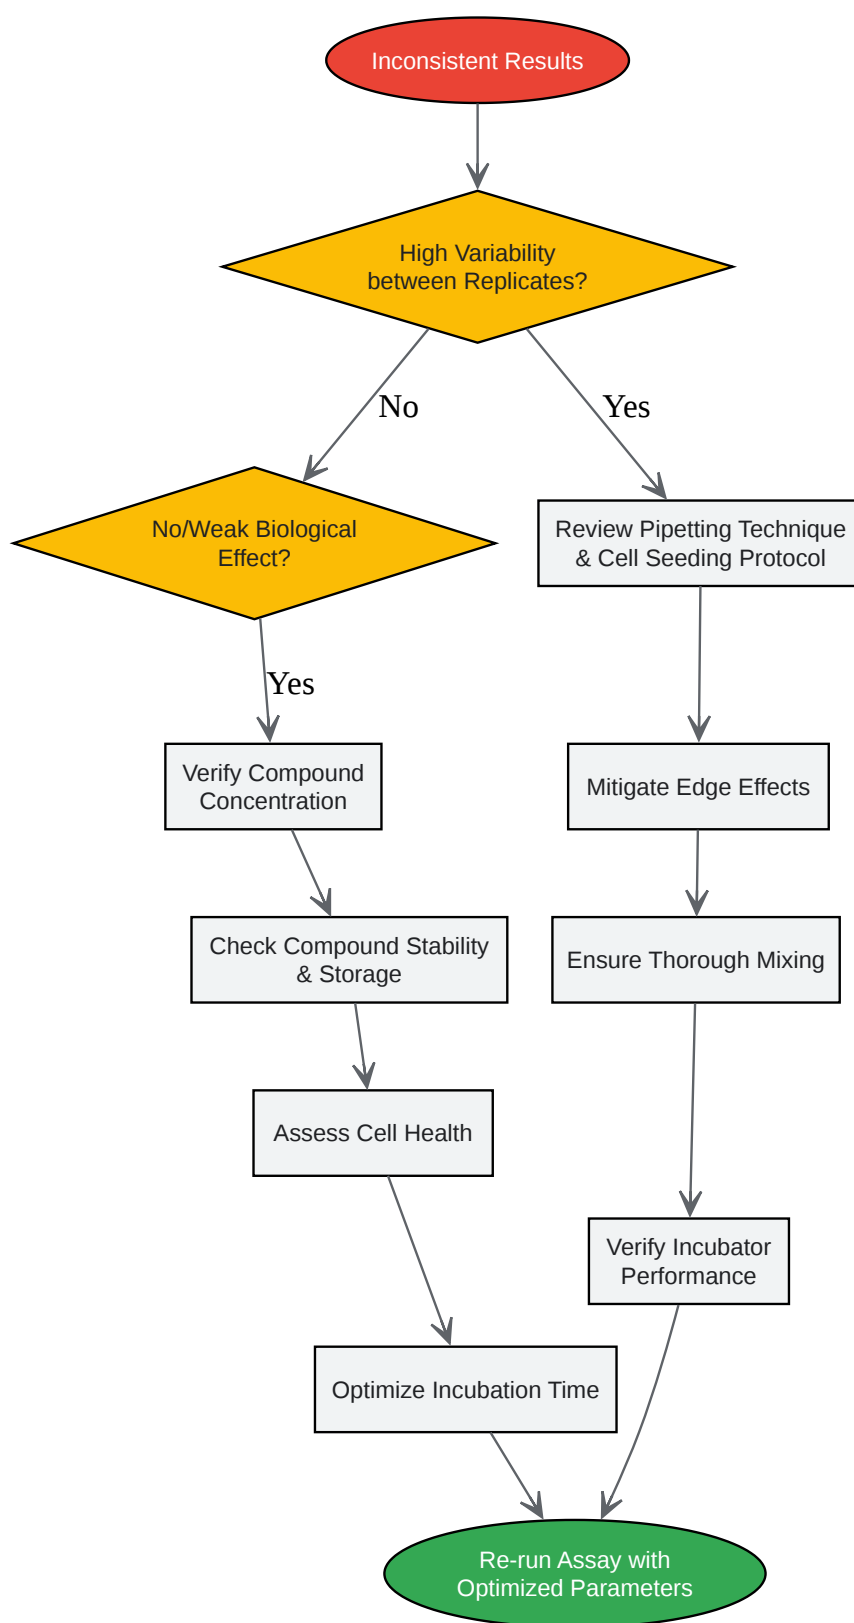 Inconsistent Results
High Variability
between Replicates?
No
Yes
No/Weak Biological
Effect?
Review Pipetting Technique
& Cell Seeding Protocol
Yes
Verify Compound
Concentration
Mitigate Edge Effects
Check Compound Stability
& Storage
Ensure Thorough Mixing
Assess Cell Health
Verify Incubator
Performance
Optimize Incubation Time
Re-run Assay with
Optimized Parameters